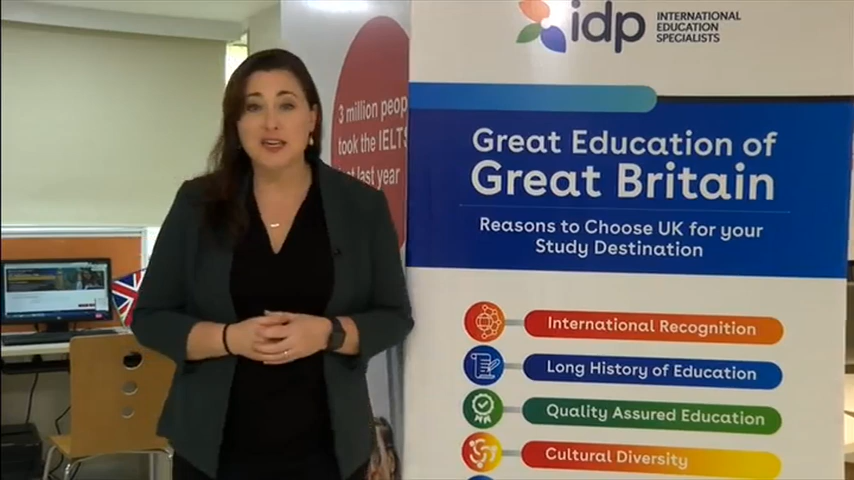 idp
INTERNATIONAL
EDUCATION
SPECIALISTS
3 million
took the IELTS
last year
Great Education of
Great Britain
Reasons to Choose UK for your
Study Destination
International Recognition
Long History of Education
Quality Assured Education
Cultural Diversity